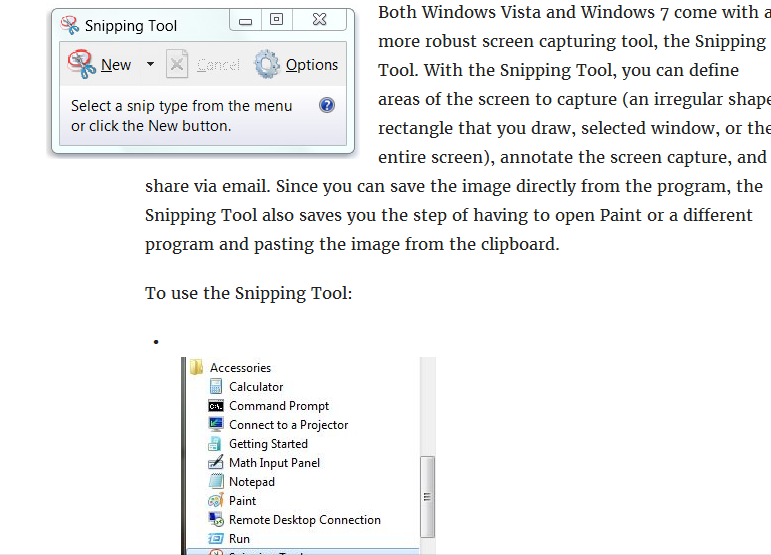 Snipping Tool
New
Cancel
Options
Select a snip type from the menu
or click the New button.
Both Windows Vista and Windows 7 come with a
more robust screen capturing tool, the Snipping
Tool. With the Snipping Tool, you can define
areas of the screen to capture (an irregular shape
rectangle that you draw, selected window, or the
entire screen), annotate the screen capture, and
share via email. Since you can save the image directly from the program, the
Snipping Tool also saves you the step of having to open Paint or a different
program and pasting the image from the clipboard.
To use the Snipping Tool:
Accessories
Calculator
Command Prompt
Connect to a Projector
Getting Started
Math Input Panel
Notepad
Paint
Remote Desktop Connection
Run